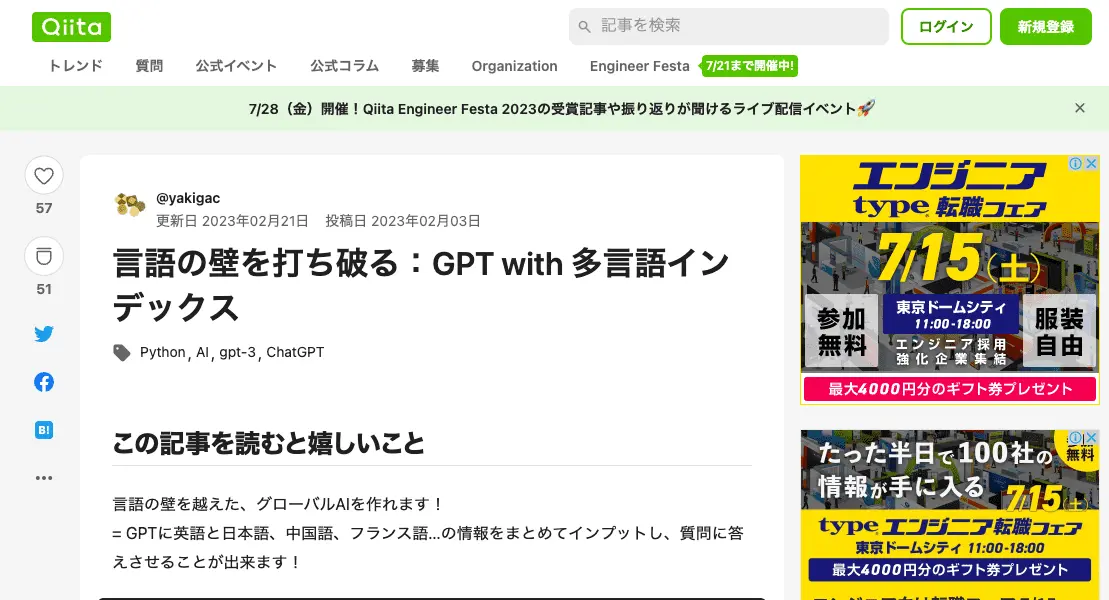 Qiita
記事を検索
ログイン
新規登録
トレンド
質問
公式イベント
公式コラム
募集
Organization
Engineer Festa
7/21まで開催中!
7/28（金）開催！Qiita Engineer Festa 2023の受賞記事や振り返りが聞けるライブ配信イベント🚀
57
51
B!
@yakigac
更新日 2023年02月21日 投稿日 2023年02月03日
言語の壁を打ち破る：GPT with 多言語イン
デックス
Python, AI, gpt-3, ChatGPT
この記事を読むと嬉しいこと
言語の壁を越えた、グローバルAIを作れます！
= GPTに英語と日本語、中国語、フランス語...の情報をまとめてインプットし、質問に答
えさせることが出来ます！
エンジニア
type 転職フェア
7/15（土）
参加
無料
東京ドームシティ
11:00-18:00
エンジニア採用
強化企業集結
服装
自由
最大4000円分のギフト券プレゼント
たった半日で100社の
情報が手に入る
無料
7/15（土）
type エンジニア転職フェア
東京ドームシティ 11:00-18:00
最大4000円分のギフト券プレゼント